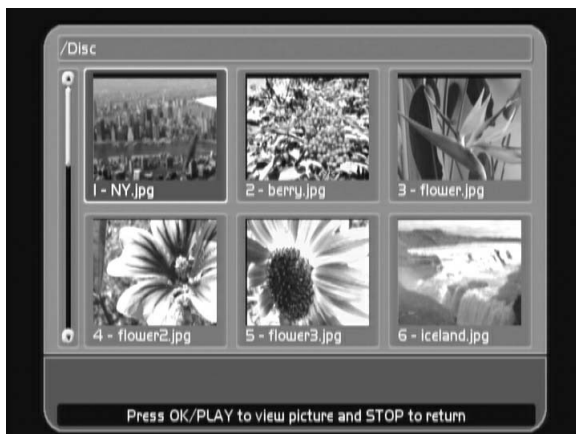 /Disc
1 - NY.jpg
2 - berry.jpg
3 - flower.jpg
4 - flower2.jpg
5 - flower3.jpg
6 - iceland.jpg
Press OK/PLAY to view picture and STOP to return